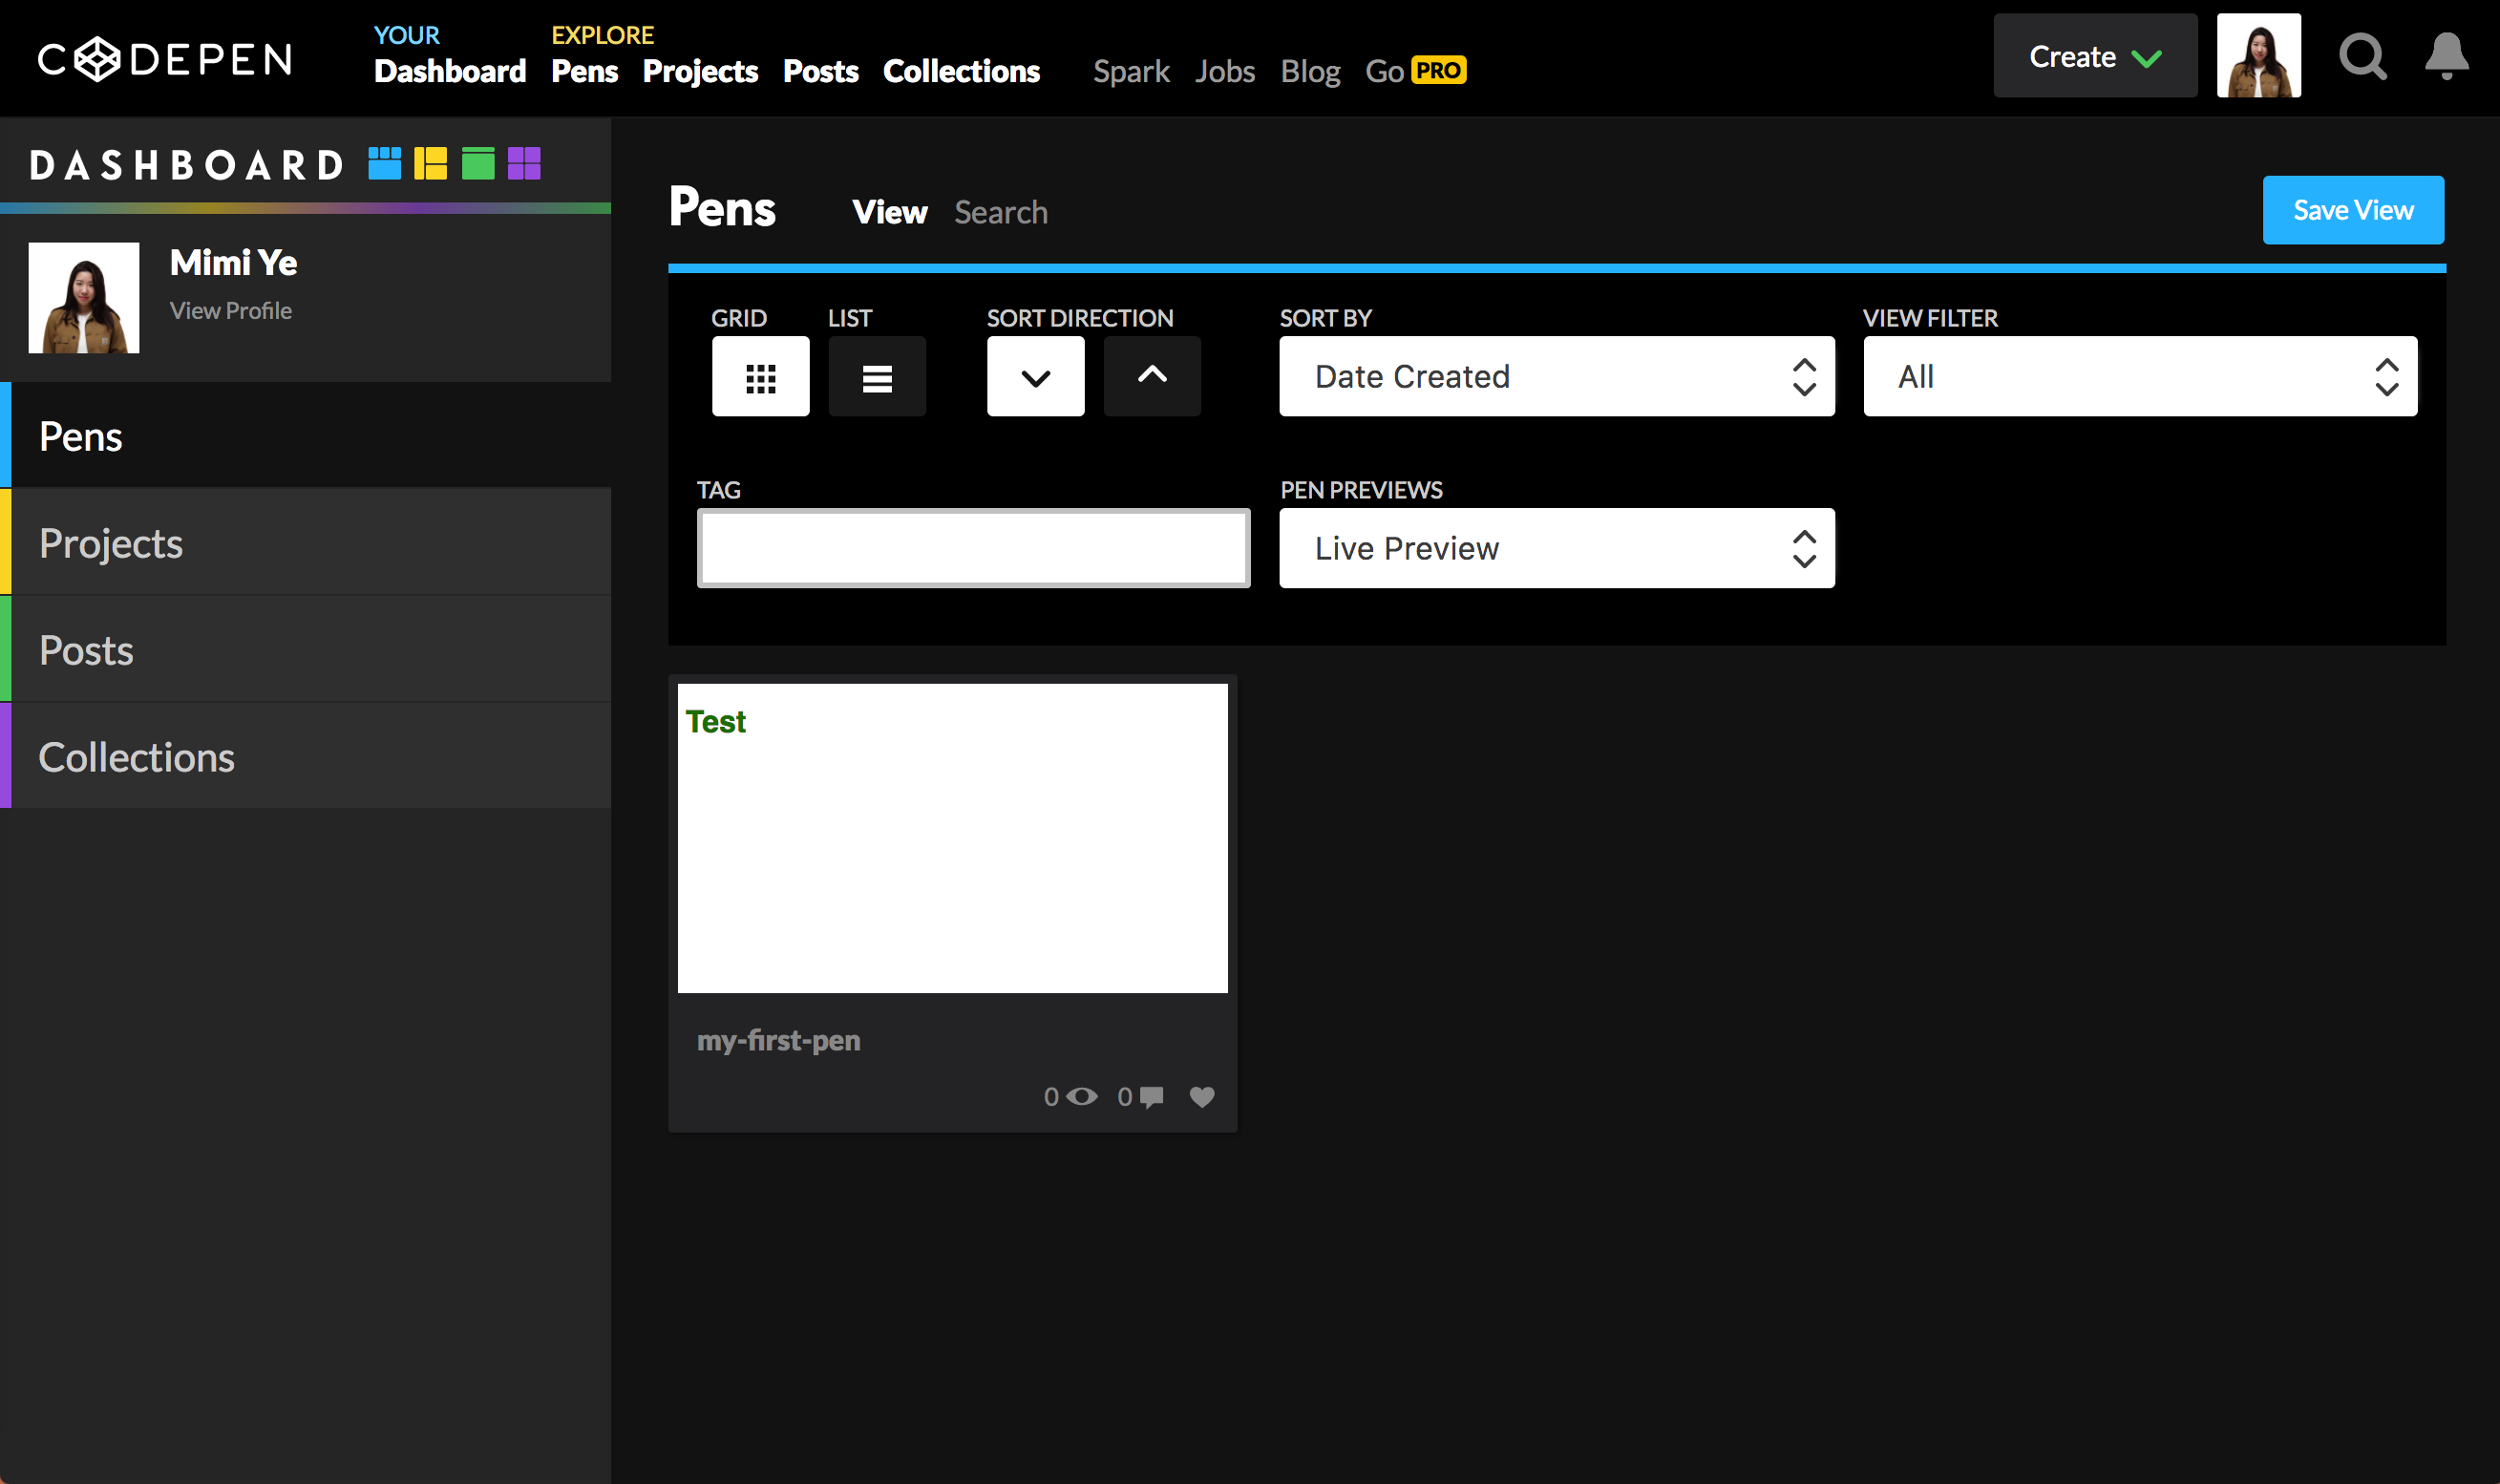 CODEPEN
YOUR
Dashboard
EXPLORE
Pens Projects Posts Collections
Spark Jobs Blog Go PRO
Create
DASHBOARD
Mimi Ye
View Profile
Pens
Projects
Posts
Collections
Pens View Search
Save View
GRID LIST SORT DIRECTION SORT BY VIEW FILTER
Date Created All
TAG PEN PREVIEWS
Live Preview
Test
my-first-pen
0 0